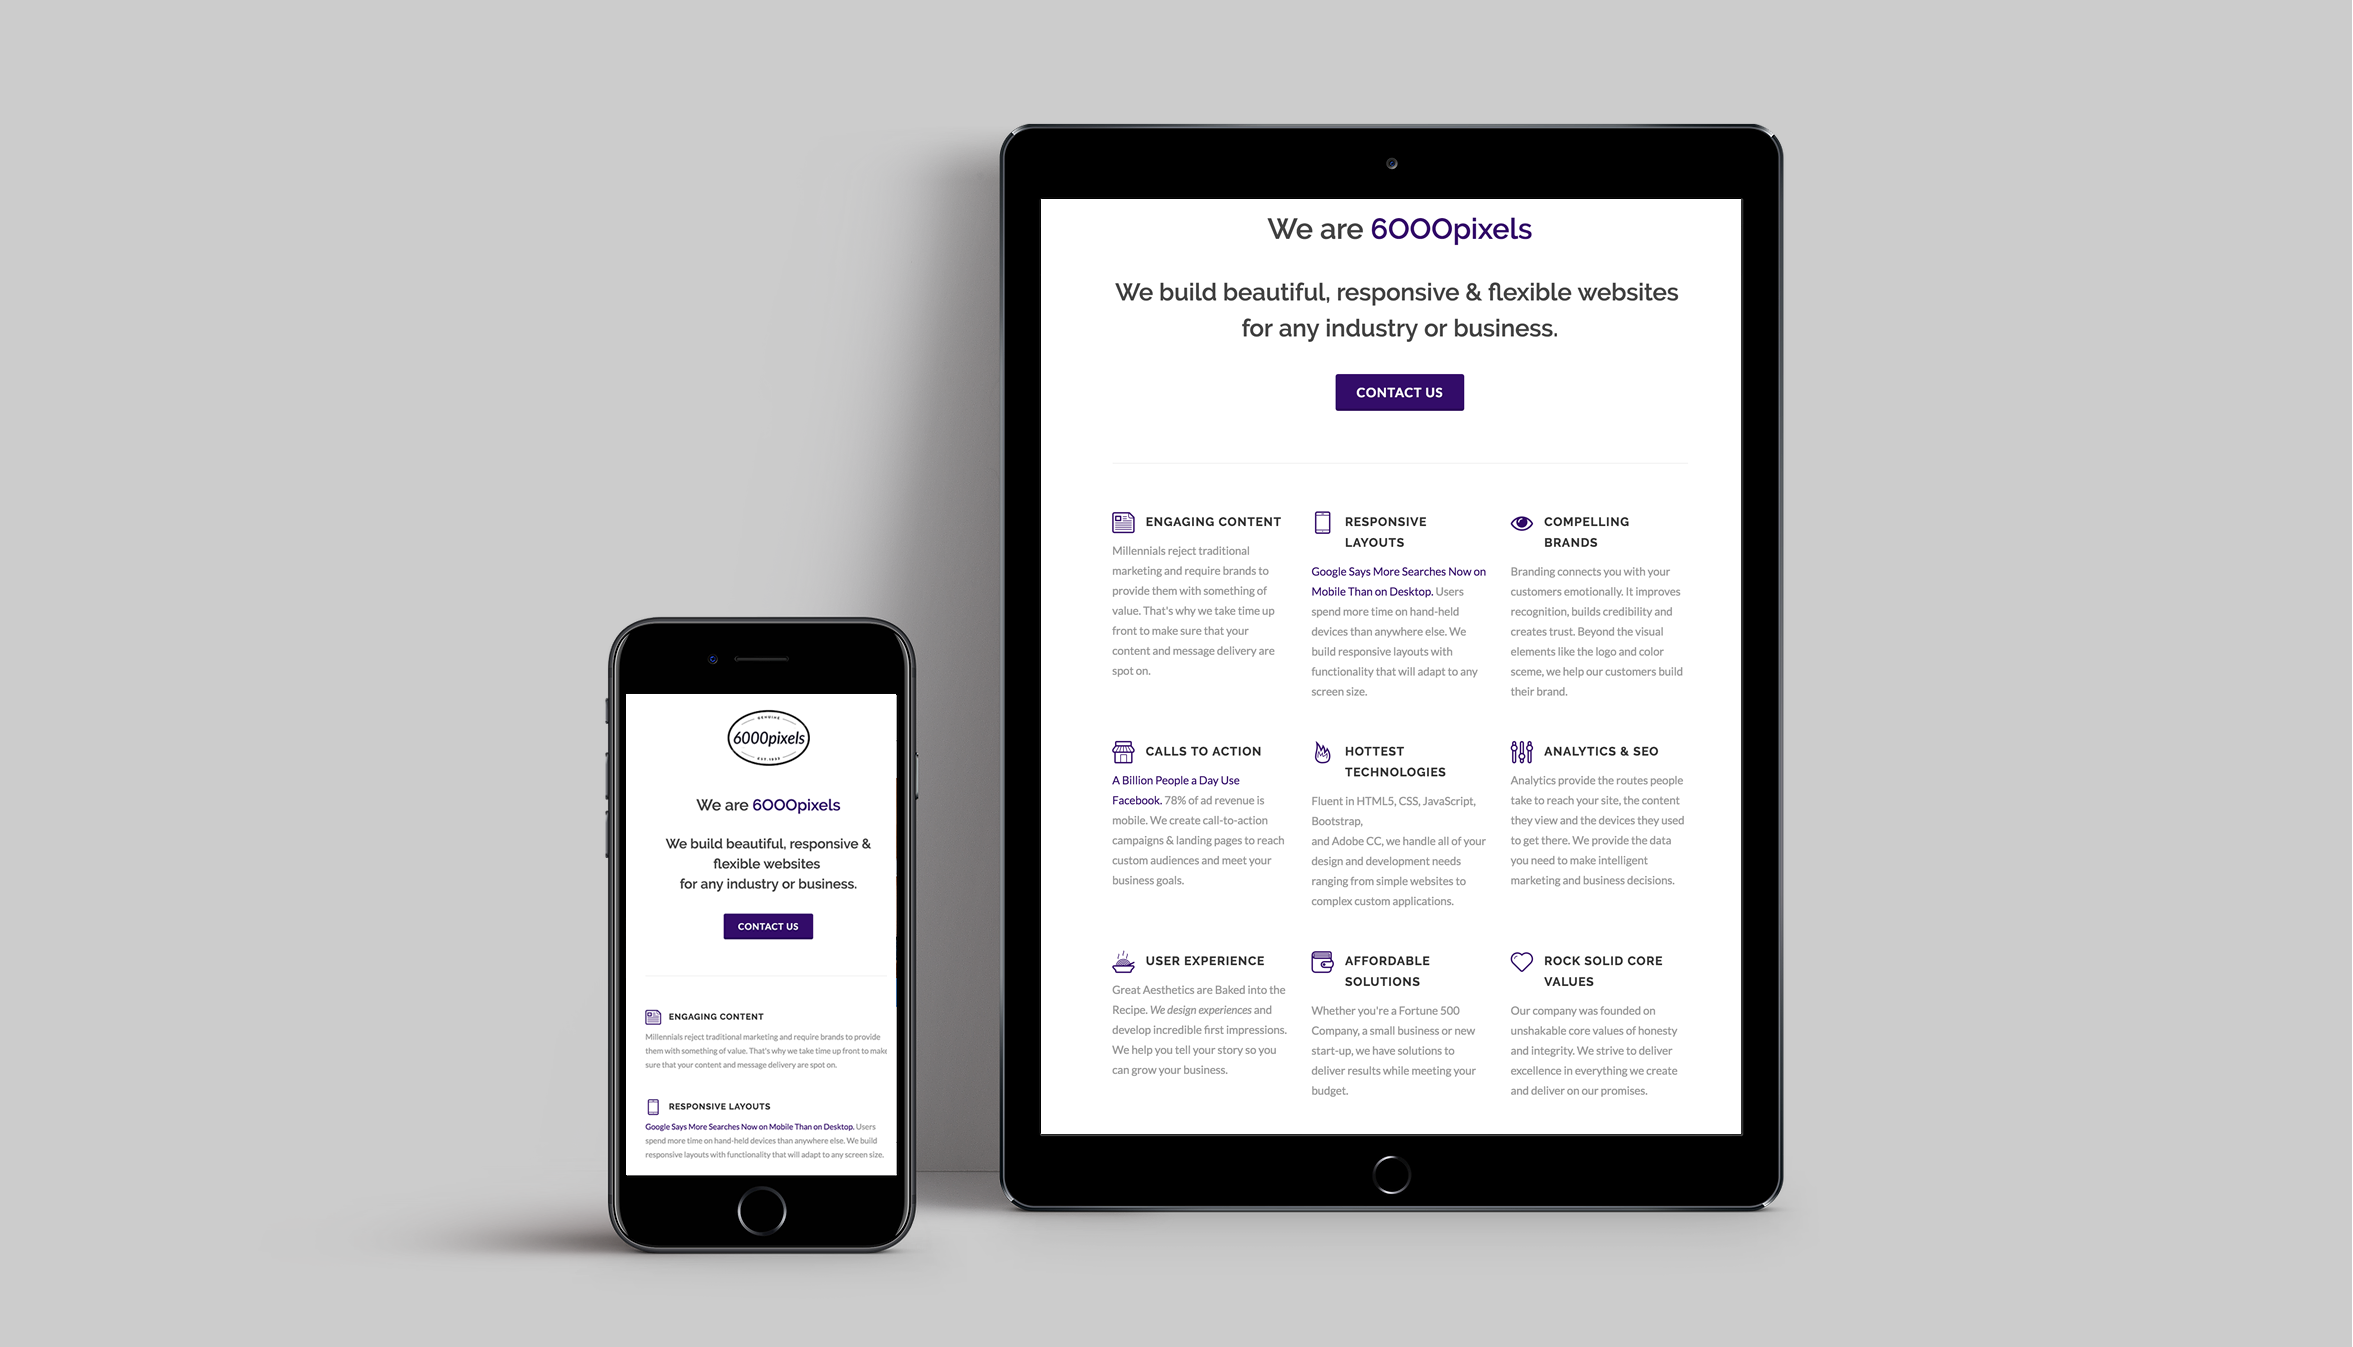 GENUINE
6000pixels
EST. 1995
We are 6000pixels
We build beautiful, responsive &
flexible websites
for any industry or business.
CONTACT US
ENGAGING CONTENT
Millennials reject traditional marketing and require brands to provide
them with something of value. That's why we take time up front to make
sure that your content and message delivery are spot on.
RESPONSIVE LAYOUTS
Google Says More Searches Now on Mobile Than on Desktop. Users
spend more time on hand-held devices than anywhere else. We build
responsive layouts with functionality that will adapt to any screen size.
We are 6000pixels
We build beautiful, responsive & flexible websites
for any industry or business.
CONTACT US
ENGAGING CONTENT
Millennials reject traditional
marketing and require brands to
provide them with something of
value. That's why we take time up
front to make sure that your
content and message delivery are
spot on.
RESPONSIVE
LAYOUTS
Google Says More Searches Now on
Mobile Than on Desktop. Users
spend more time on hand-held
devices than anywhere else. We
build responsive layouts with
functionality that will adapt to any
screen size.
COMPELLING
BRANDS
Branding connects you with your
customers emotionally. It improves
recognition, builds credibility and
creates trust. Beyond the visual
elements like the logo and color
sceme, we help our customers build
their brand.
CALLS TO ACTION
A Billion People a Day Use
Facebook. 78% of ad revenue is
mobile. We create call-to-action
campaigns & landing pages to reach
custom audiences and meet your
business goals.
HOTTEST
TECHNOLOGIES
Fluent in HTML5, CSS, JavaScript,
Bootstrap,
and Adobe CC, we handle all of your
design and development needs
ranging from simple websites to
complex custom applications.
ANALYTICS & SEO
Analytics provide the routes people
take to reach your site, the content
they view and the devices they used
to get there. We provide the data
you need to make intelligent
marketing and business decisions.
USER EXPERIENCE
Great Aesthetics are Baked into the
Recipe. We design experiences and
develop incredible first impressions.
We help you tell your story so you
can grow your business.
AFFORDABLE
SOLUTIONS
Whether you're a Fortune 500
Company, a small business or new
start-up, we have solutions to
deliver results while meeting your
budget.
ROCK SOLID CORE
VALUES
Our company was founded on
unshakable core values of honesty
and integrity. We strive to deliver
excellence in everything we create
and deliver on our promises.